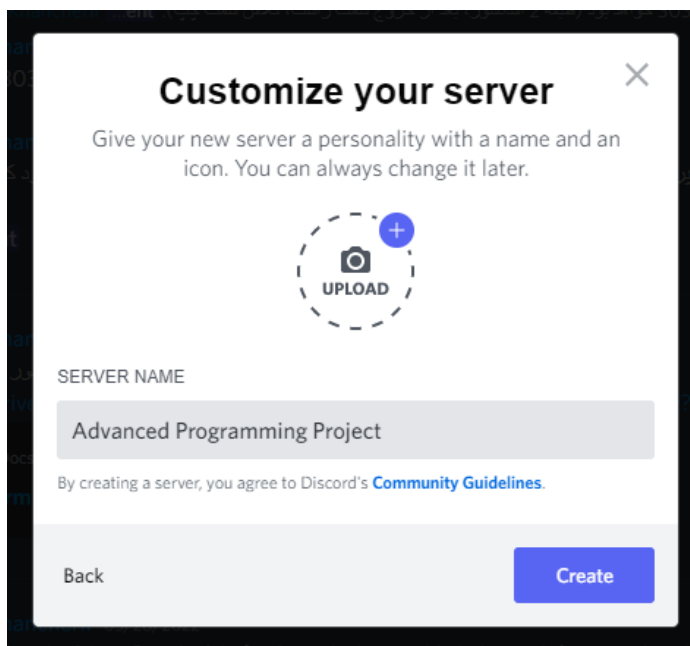 Customize your server
Give your new server a personality with a name and an
icon. You can always change it later.
UPLOAD
SERVER NAME
Advanced Programming Project
By creating a server, you agree to Discord's Community Guidelines.
Back
Create